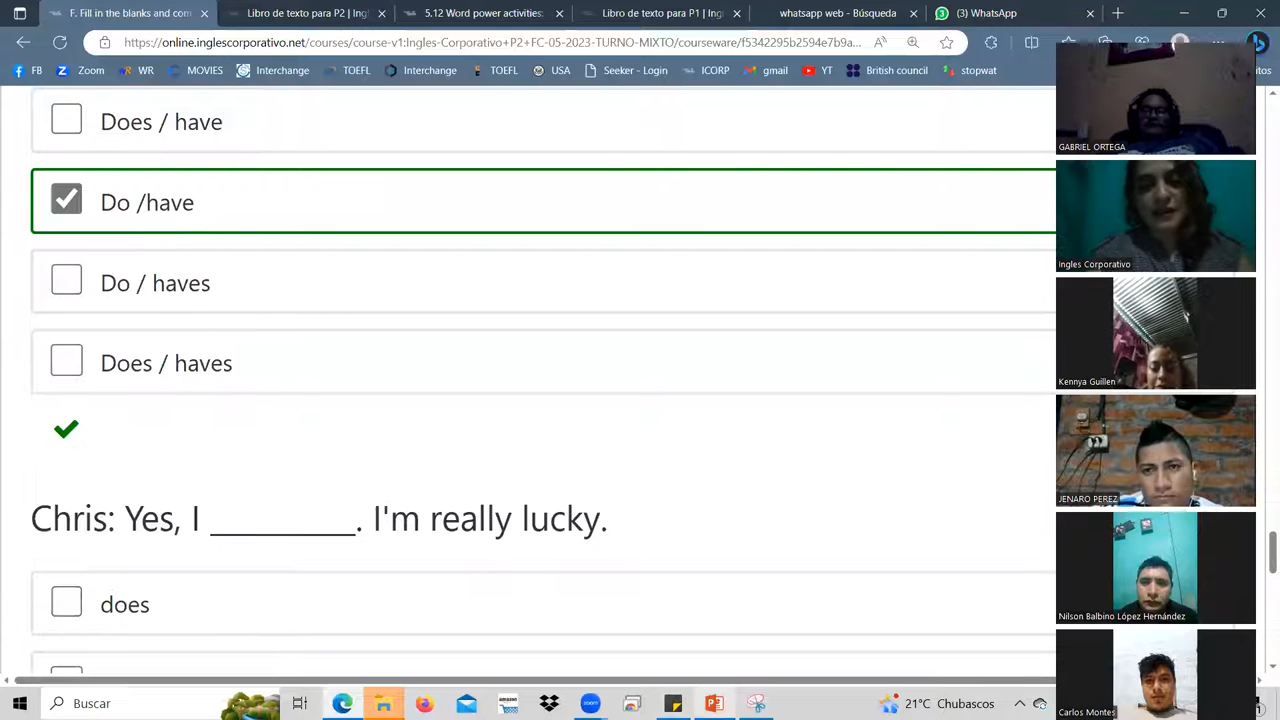 F. Fill in the blanks and com
Libro de texto para P2 | Ing
5.12 Word power activities.
Libro de texto para P1 | Ing
whatsapp web - Búsqueda
(3) WhatsApp
https://online.inglescorporativo.net/courses/course-v1:Ingles-Corporativo+P2+FC-05-2023-TURNO-MIXTO/courseware/f5342295b2594e7b9a...
FB
Zoom
WR
MOVIES
Interchange
TOEFL
Interchange
TOEFL
USA
Seeker - Login
ICORP
gmail
YT
British council
stopwat
itos
Does / have
Do /have
Do / haves
Does / haves
Chris: Yes, I _________. I'm really lucky.
does
GABRIEL ORTEGA
Ingles Corporativo
Kennya Guillen
JENARO PEREZ
Nilson Balbino López Hernández
Carlos Montes
Buscar
amazon
zoom
21°C Chubascos